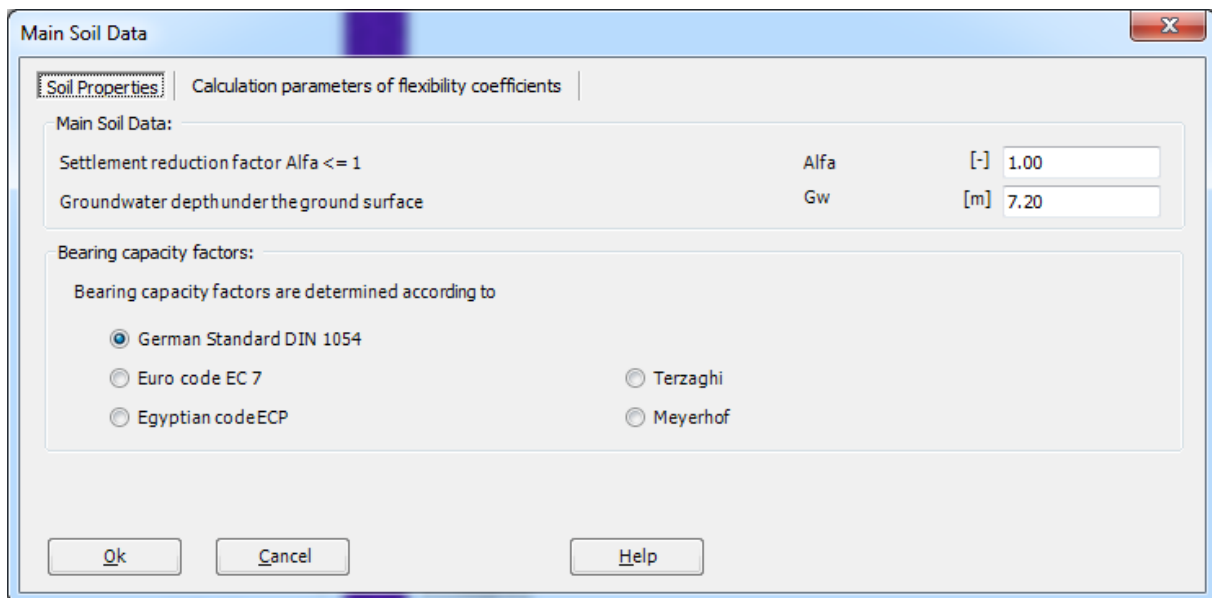 Main Soil Data
Soil Properties Calculation parameters of flexibility coefficients
Main Soil Data:
Settlement reduction factor Alfa <= 1 Alfa [-] 1.00
Groundwater depth under the ground surface Gw [m] 7.20
Bearing capacity factors:
Bearing capacity factors are determined according to
German Standard DIN 1054
Euro code EC 7 Terzaghi
Egyptian code ECP Meyerhof
Ok Cancel Help